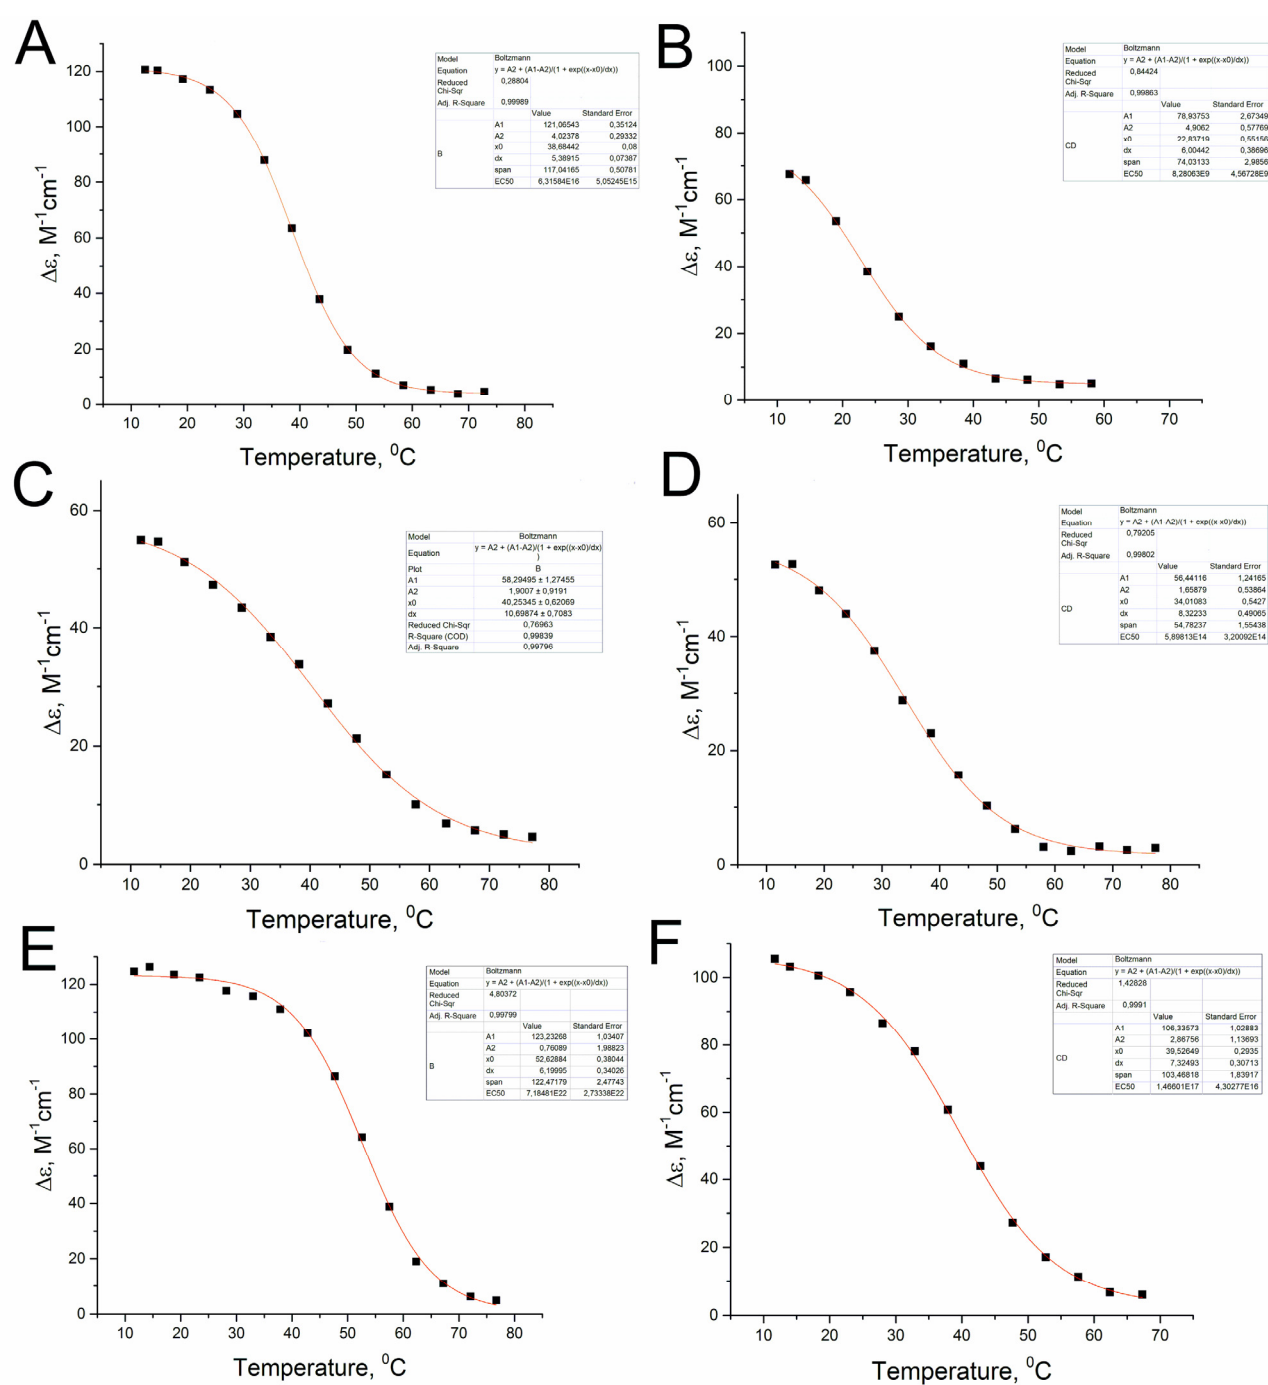 A
120
100
80
60
40
20
0
10 20 30 40 50 60 70 80
Δε, M-1cm-1
Temperature, 0C
Model Boltzmann
Equation y = A2 + (A1-A2)/(1 + exp((x-x0)/dx))
Reduced 0,28804
Chi-Sqr
Adj. R-Square 0,99989
Value Standard Error
B
A1 121,06543 0,35124
A2 4,02378 0,29332
x0 38,68442 0,08
dx 5,38915 0,07387
span 117,04165 0,50781
EC50 6,31584E16 5,05245E15
B
100
80
60
40
20
0
10 20 30 40 50 60 70
Δε, M-1cm-1
Temperature, 0C
Model Boltzmann
Equation y = A2 + (A1-A2)/(1 + exp((x-x0)/dx))
Reduced 0,84424
Chi-Sqr
Adj. R-Square 0,99863
Value Standard Error
CD
A1 78,93753 2,67349
A2 4,9062 0,57769
x0 22,83719 0,55156
dx 6,00442 0,38696
span 74,03133 2,9856
EC50 8,28063E9 4,56728E9
C
60
40
20
0
10 20 30 40 50 60 70 80
Δε, M-1cm-1
Temperature, 0C
Model Boltzmann
Equation y = A2 + (A1-A2)/(1 + exp((x-x0)/dx)
)
Plot B
A1 58,29495 ± 1,27455
A2 1,9007 ± 0,9191
x0 40,25345 ± 0,62069
dx 10,69874 ± 0,7083
Reduced Chi-Sqr 0,76963
R-Square (COD) 0,99839
Adj. R-Square 0,99796
D
60
40
20
0
10 20 30 40 50 60 70 80
Δε, M-1cm-1
Temperature, 0C
Model Boltzmann
Equation y = A2 + (A1-A2)/(1 + exp((x-x0)/dx))
Reduced 0,79205
Chi-Sqr
Adj. R-Square 0,99802
Value Standard Error
CD
A1 56,44116 1,24165
A2 1,65879 0,53864
x0 34,01083 0,5427
dx 8,32233 0,49065
span 54,78237 1,55438
EC50 5,89813E14 3,20092E14
E
120
100
80
60
40
20
0
10 20 30 40 50 60 70 80
Δε, M-1cm-1
Temperature, 0C
Model Boltzmann
Equation y = A2 + (A1-A2)/(1 + exp((x-x0)/dx))
Reduced 4,80372
Chi-Sqr
Adj. R-Square 0,99799
Value Standard Error
B
A1 123,23268 1,03407
A2 0,76089 1,98823
x0 52,62884 0,38044
dx 6,19995 0,34026
span 122,47179 2,47743
EC50 7,18481E22 2,73338E22
F
100
80
60
40
20
0
10 20 30 40 50 60 70
Δε, M-1cm-1
Temperature, 0C
Model Boltzmann
Equation y = A2 + (A1-A2)/(1 + exp((x-x0)/dx))
Reduced 1,42828
Chi-Sqr
Adj. R-Square 0,9991
Value Standard Error
CD
A1 106,33573 1,02883
A2 2,86756 1,13693
x0 39,52649 0,2935
dx 7,32493 0,30713
span 103,46818 1,83917
EC50 1,46601E17 4,30277E16